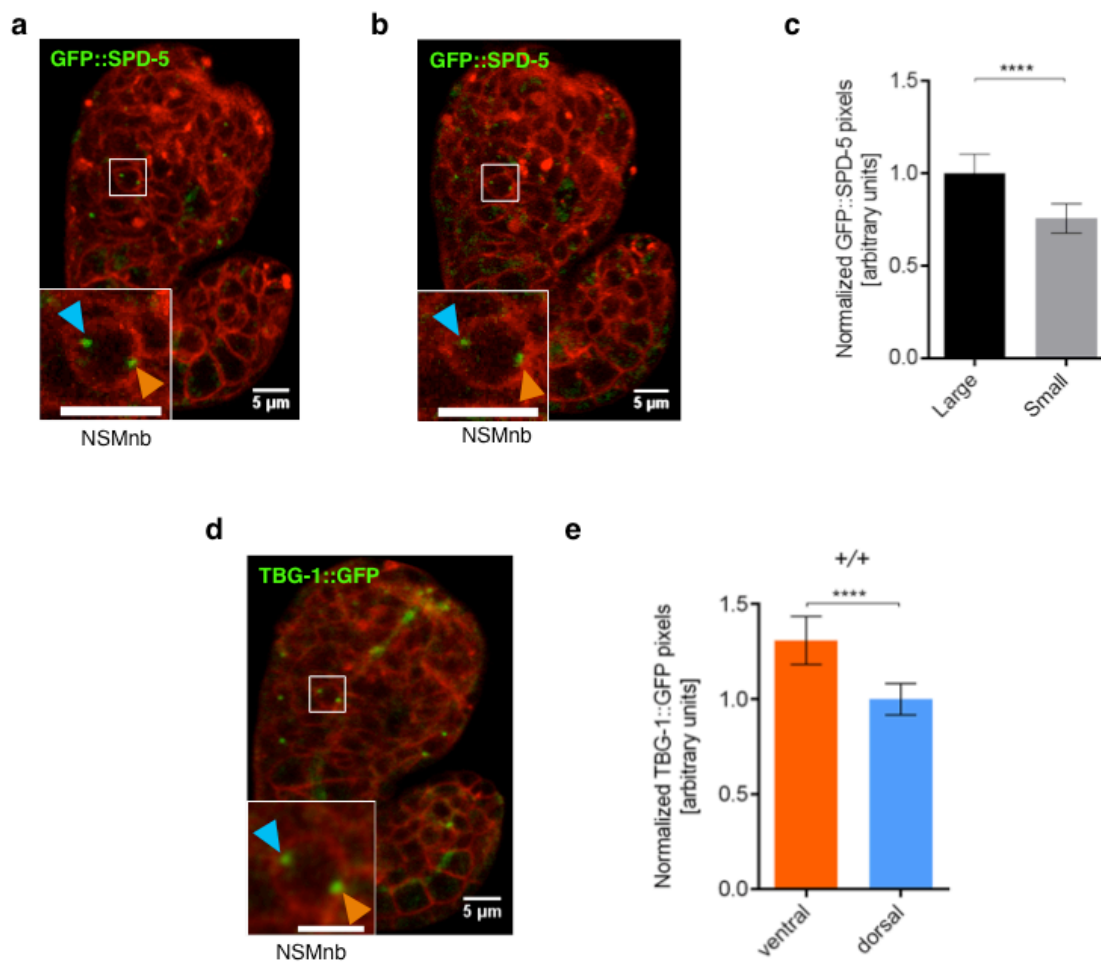 a
GFP::SPD-5
5 µm
NSMnb
b
GFP::SPD-5
5 µm
NSMnb
c
****
1.5
1.0
0.5
0.0
Normalized GFP::SPD-5 pixels
[arbitrary units]
Large
Small
d
TBG-1::GFP
5 µm
NSMnb
e
+/+
****
1.5
1.0
0.5
0.0
Normalized TBG-1::GFP pixels
[arbitrary units]
ventral
dorsal